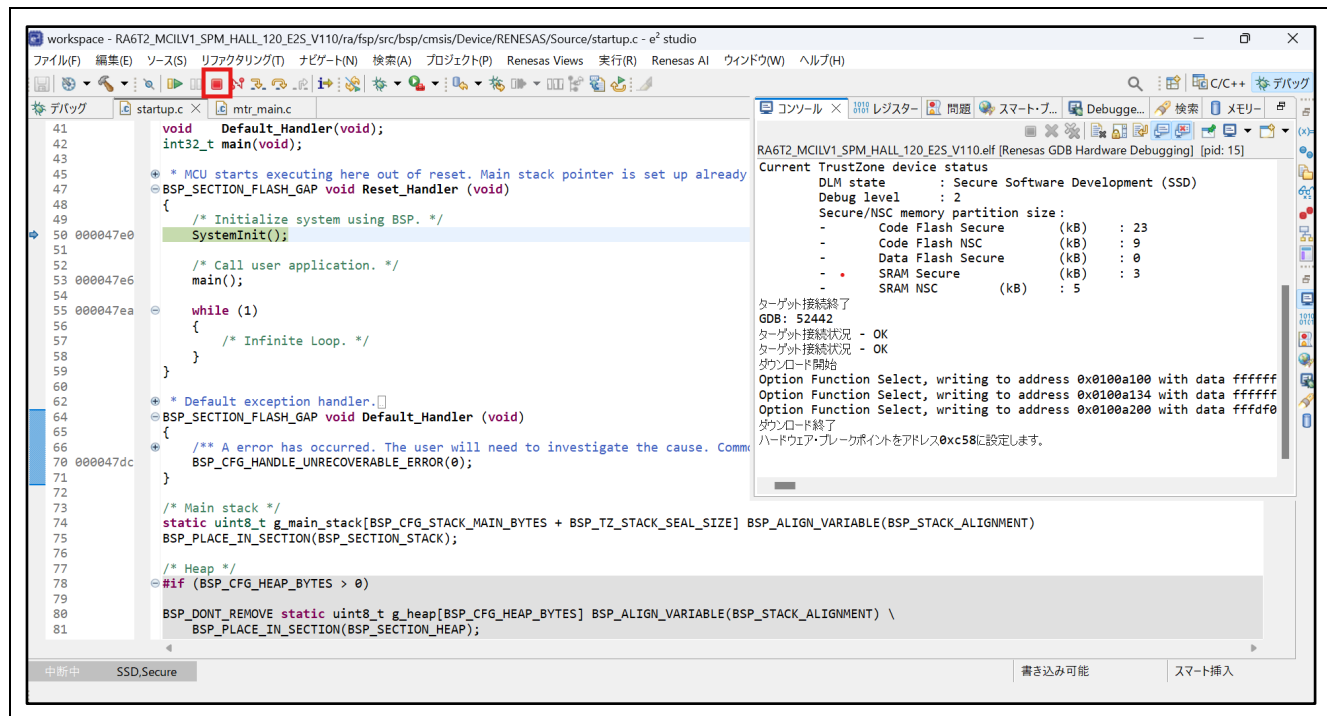 workspace - RA6T2_MCILV1_SPM_HALL_120_E2S_V110/ra/fsp/src/bsp/cmsis/Device/RENESAS/Source/startup.c - e² studio
ファイル(F) 編集(E) ソース(S) リファクタリング(T) ナビゲート(N) 検索(A) プロジェクト(P) Renesas Views 実行(R) Renesas AI ウィンドウ(W) ヘルプ(H)
C/C++ デバッグ
デバッグ startup.c mtr_main.c
41 void Default_Handler(void);
42 int32_t main(void);
43
45 * MCU starts executing here out of reset. Main stack pointer is set up already
47 BSP_SECTION_FLASH_GAP void Reset_Handler (void)
48 {
49 /* Initialize system using BSP. */
50 000047e0 SystemInit();
51
52 /* Call user application. */
53 000047e6 main();
54
55 000047ea while (1)
56 {
57 /* Infinite Loop. */
58 }
59 }
60
62 * Default exception handler.
64 BSP_SECTION_FLASH_GAP void Default_Handler (void)
65 {
66 /** A error has occurred. The user will need to investigate the cause. Commo
70 000047dc BSP_CFG_HANDLE_UNRECOVERABLE_ERROR(0);
71 }
72
73 /* Main stack */
74 static uint8_t g_main_stack[BSP_CFG_STACK_MAIN_BYTES + BSP_TZ_STACK_SEAL_SIZE] BSP_ALIGN_VARIABLE(BSP_STACK_ALIGNMENT)
75 BSP_PLACE_IN_SECTION(BSP_SECTION_STACK);
76
77 /* Heap */
78 #if (BSP_CFG_HEAP_BYTES > 0)
79
80 BSP_DONT_REMOVE static uint8_t g_heap[BSP_CFG_HEAP_BYTES] BSP_ALIGN_VARIABLE(BSP_STACK_ALIGNMENT) \
81 BSP_PLACE_IN_SECTION(BSP_SECTION_HEAP);
コンソール レジスター 問題 スマート・ブ... Debugge... 検索 メモリー
RA6T2_MCILV1_SPM_HALL_120_E2S_V110.elf [Renesas GDB Hardware Debugging] [pid: 15]
Current TrustZone device status
DLM state : Secure Software Development (SSD)
Debug level : 2
Secure/NSC memory partition size :
- Code Flash Secure (kB) : 23
- Code Flash NSC (kB) : 9
- Data Flash Secure (kB) : 0
- SRAM Secure (kB) : 3
- SRAM NSC (kB) : 5
ターゲット接続終了
GDB: 52442
ターゲット接続状況 - OK
ターゲット接続状況 - OK
ダウンロード開始
Option Function Select, writing to address 0x0100a100 with data ffffff
Option Function Select, writing to address 0x0100a134 with data ffffff
Option Function Select, writing to address 0x0100a200 with data fffdf0
ダウンロード終了
ハードウェア・ブレークポイントをアドレス0xc58に設定します。
中断中 SSD,Secure 書き込み可能 スマート挿入